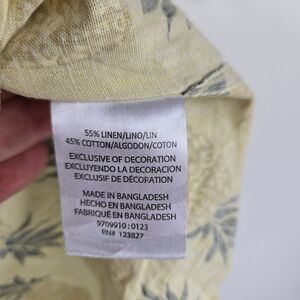 55% LINEN/LINO/LIN
45% COTTON/ALGODON/COTON
EXCLUSIVE OF DECORATION
EXCLUYENDO LA DECORACION
EXCLUSIF DE DÉCORATION
MADE IN BANGLADESH
HECHO EN BANGLADESH
FABRIQUÉ EN BANGLADESH
9709910 : 0123
RN# 123827